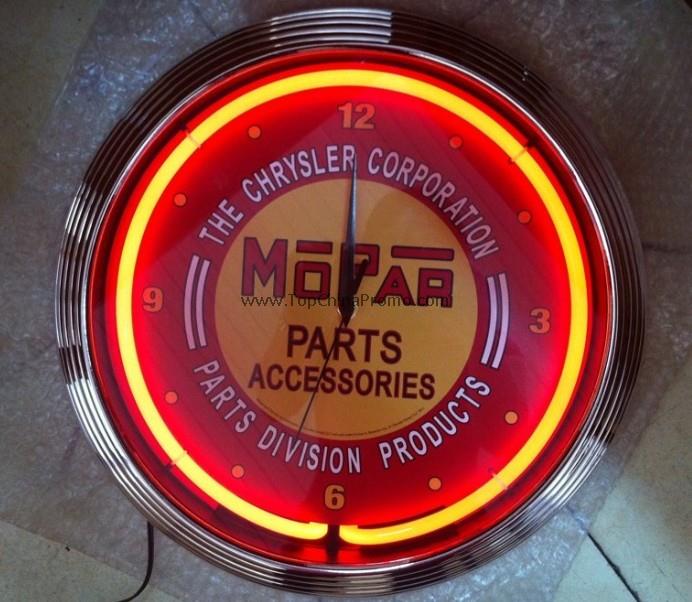 12
THE CHRYSLER CORPORATION
MOPAR
www.TopChinaPromo.com
9
3
PARTS
ACCESSORIES
PARTS DIVISION PRODUCTS
6